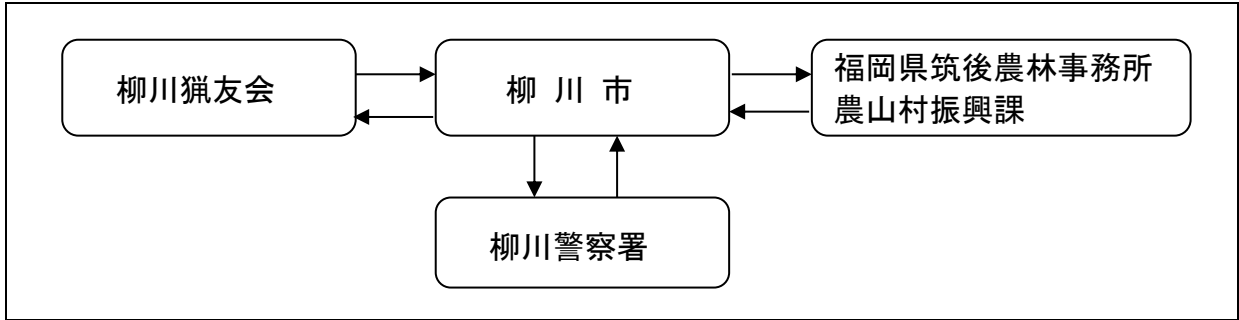 柳川猟友会
柳 川 市
福岡県筑後農林事務所
農山村振興課
柳川警察署